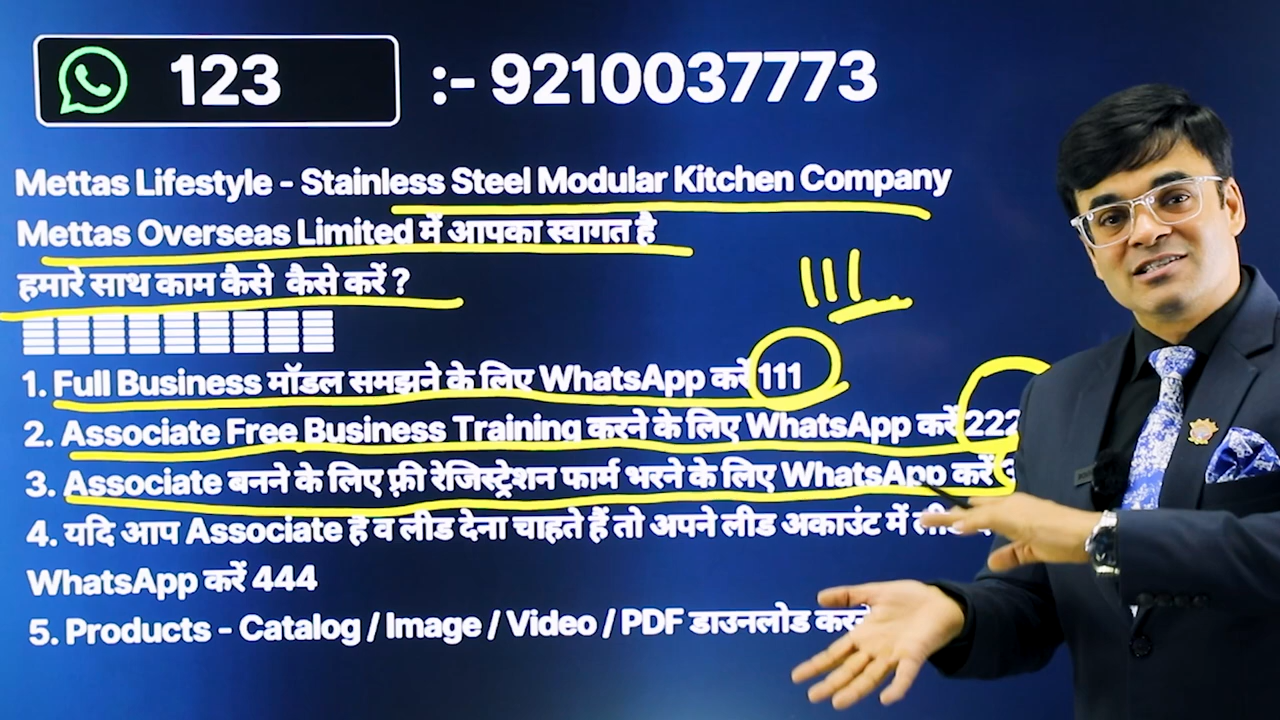 123 :- 9210037773
Mettas Lifestyle - Stainless Steel Modular Kitchen Company
Mettas Overseas Limited में आपका स्वागत है
हमारे साथ काम कैसे कैसे करें ?
111
1. Full Business मॉडल समझने के लिए WhatsApp करें 111
2. Associate Free Business Training करने के लिए WhatsApp करें 222
3. Associate बनने के लिए फ़्री रेजिस्ट्रेशन फार्म भरने के लिए WhatsApp करें
4. यदि आप Associate हैं व लीड देना चाहते हैं तो अपने लीड अकाउंट में
WhatsApp करें 444
5. Products - Catalog / Image / Video / PDF डाउनलोड